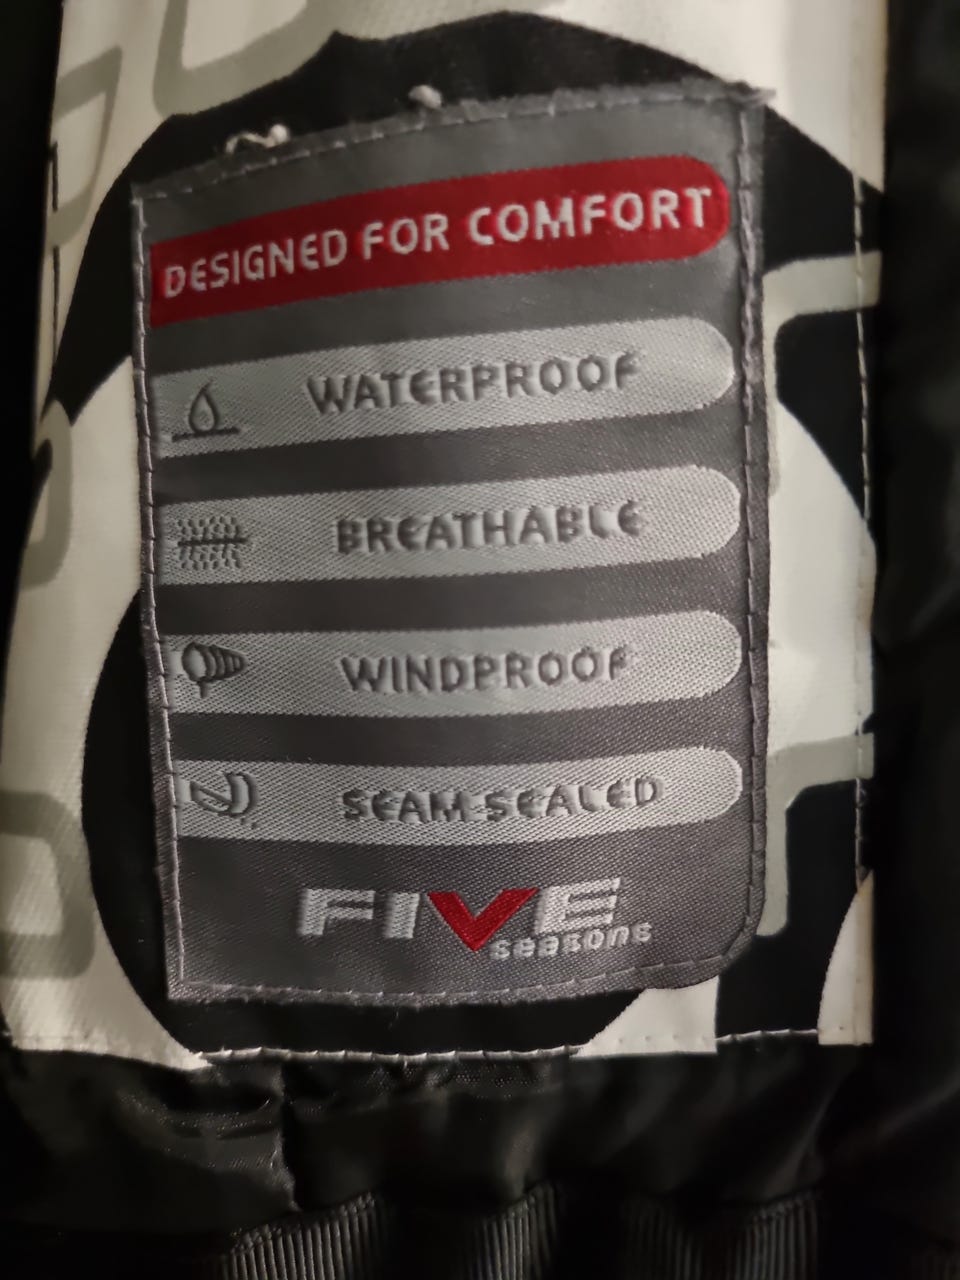 DESIGNED FOR COMFORT
WATERPROOF
BREATHABLE
WINDPROOF
SEAM-SEALED
FIVE
seasons